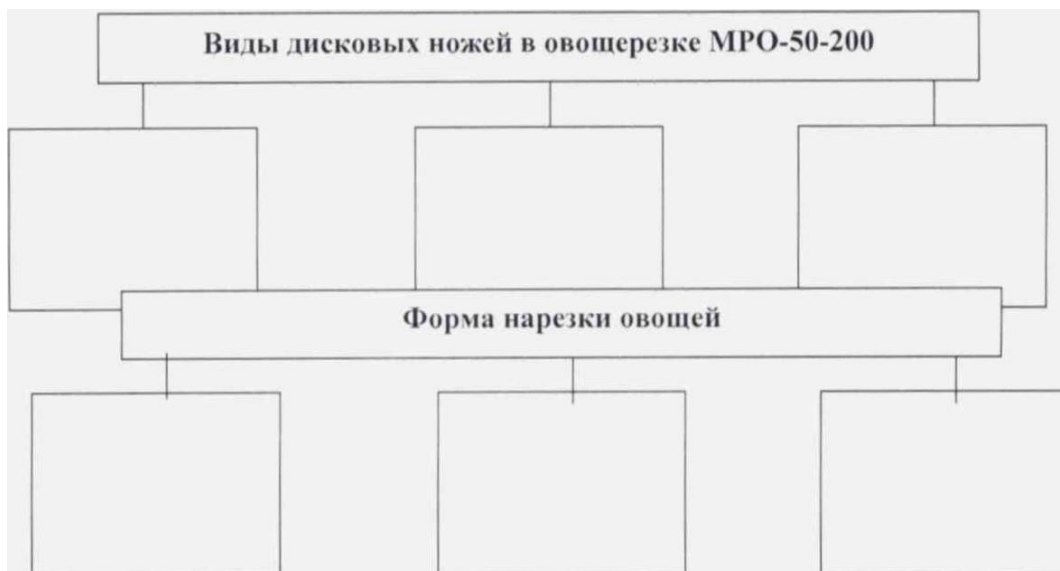 Виды дисковых ножей в овощерезке МРО-50-200
Форма нарезки овощей